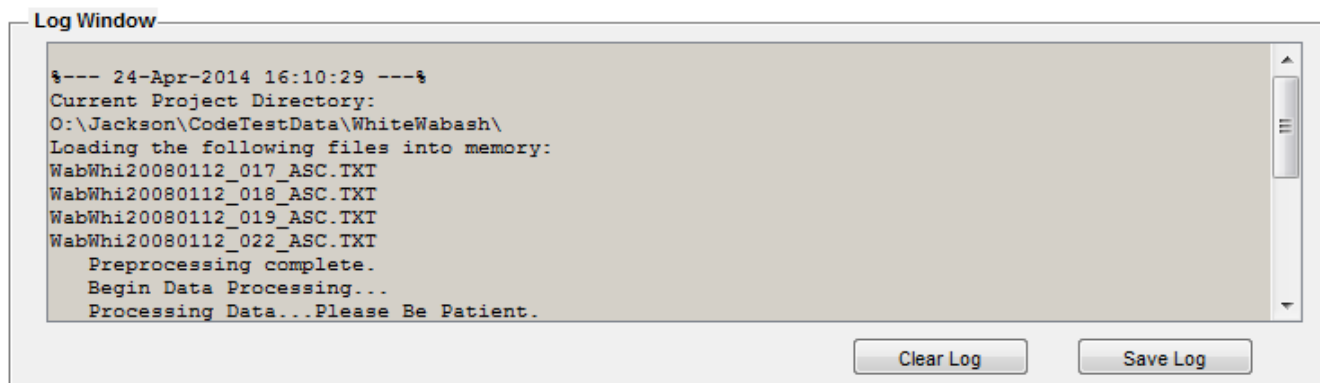 Log Window
%--- 24-Apr-2014 16:10:29 ---%
Current Project Directory:
O:\Jackson\CodeTestData\WhiteWabash\
Loading the following files into memory:
WabWhi20080112_017_ASC.TXT
WabWhi20080112_018_ASC.TXT
WabWhi20080112_019_ASC.TXT
WabWhi20080112_022_ASC.TXT
Preprocessing complete.
Begin Data Processing...
Processing Data...Please Be Patient.
Clear Log Save Log